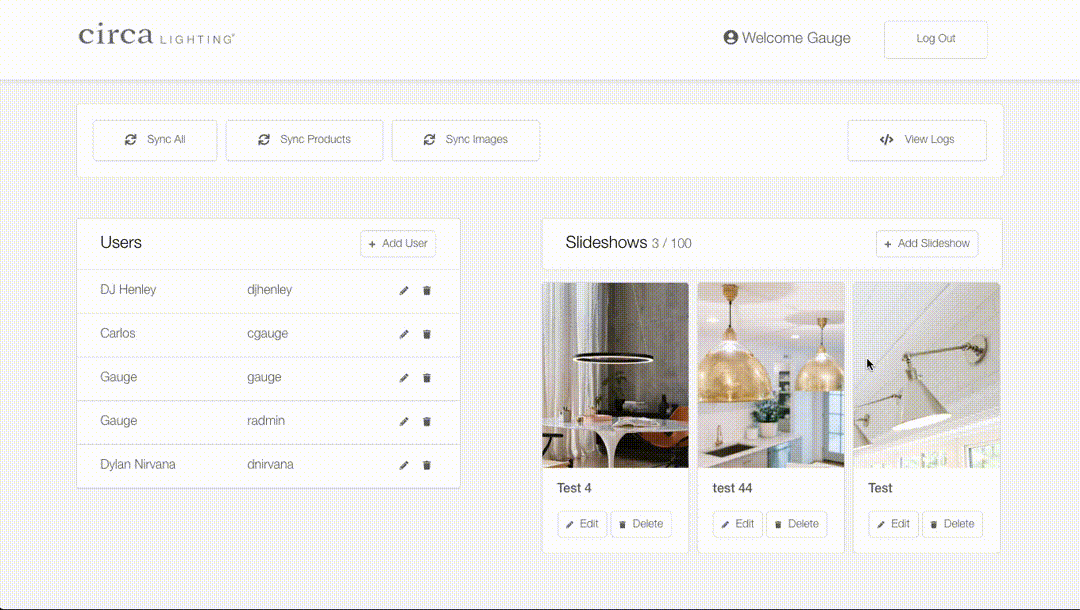 circa LIGHTING
Welcome Gauge
Log Out
Sync All
Sync Products
Sync Images
View Logs
Users
Add User
DJ Henley djhenley
Carlos cgauge
Gauge gauge
Gauge radmin
Dylan Nirvana dnirvana
Slideshows 3 / 100
Add Slideshow
Test 4
Edit Delete
test 44
Edit Delete
Test
Edit Delete